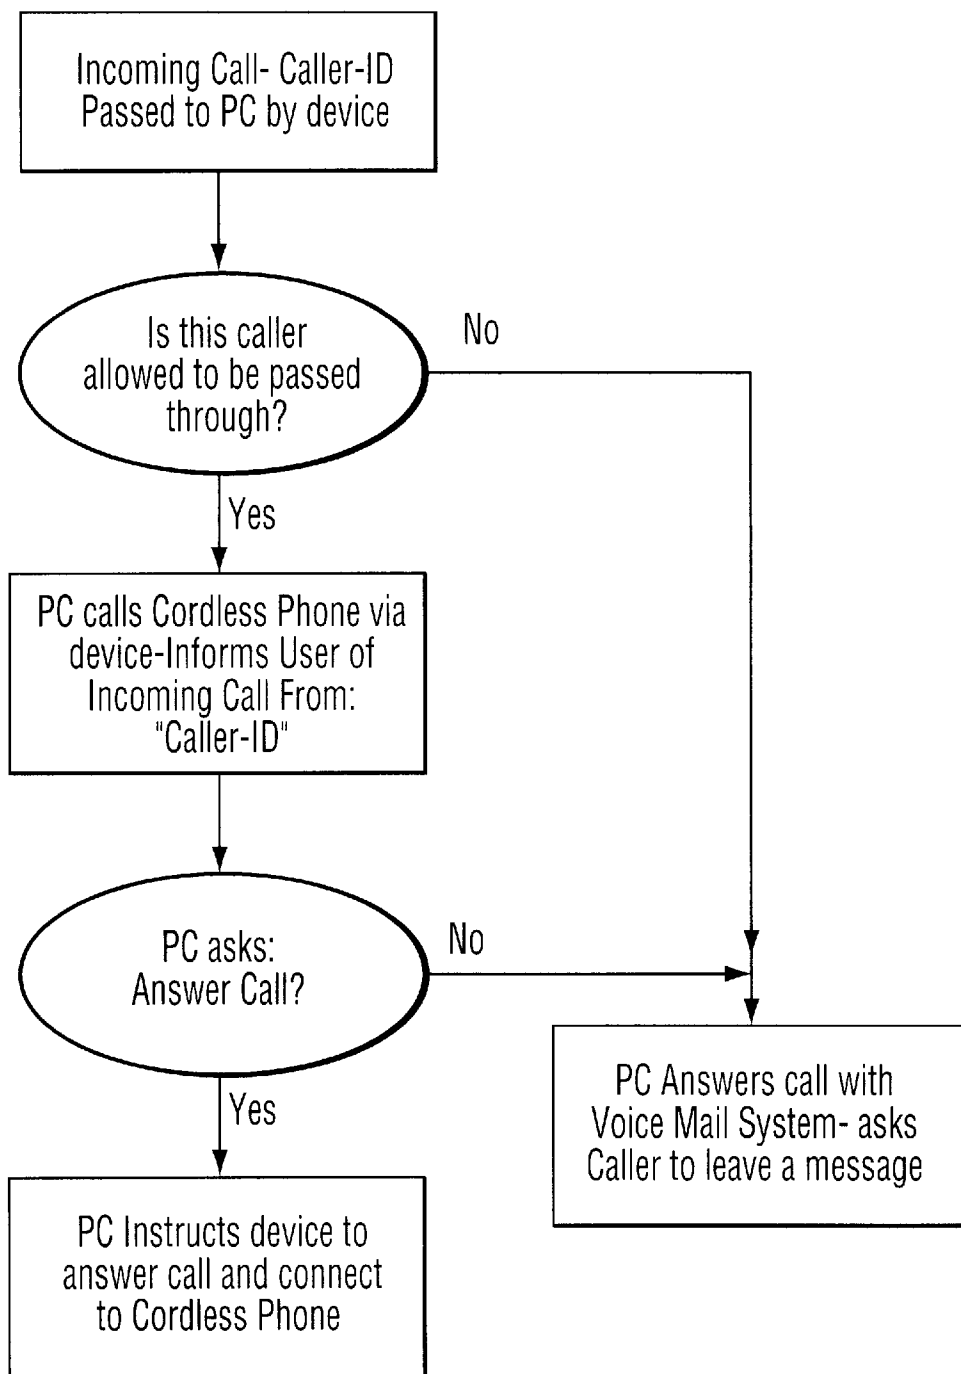 Incoming Call- Caller-ID
Passed to PC by device
Is this caller
allowed to be passed
through?
No
Yes
PC calls Cordless Phone via
device-Informs User of
Incoming Call From:
"Caller-ID"
PC asks:
Answer Call?
No
Yes
PC Answers call with
Voice Mail System- asks
Caller to leave a message
PC Instructs device to
answer call and connect
to Cordless Phone